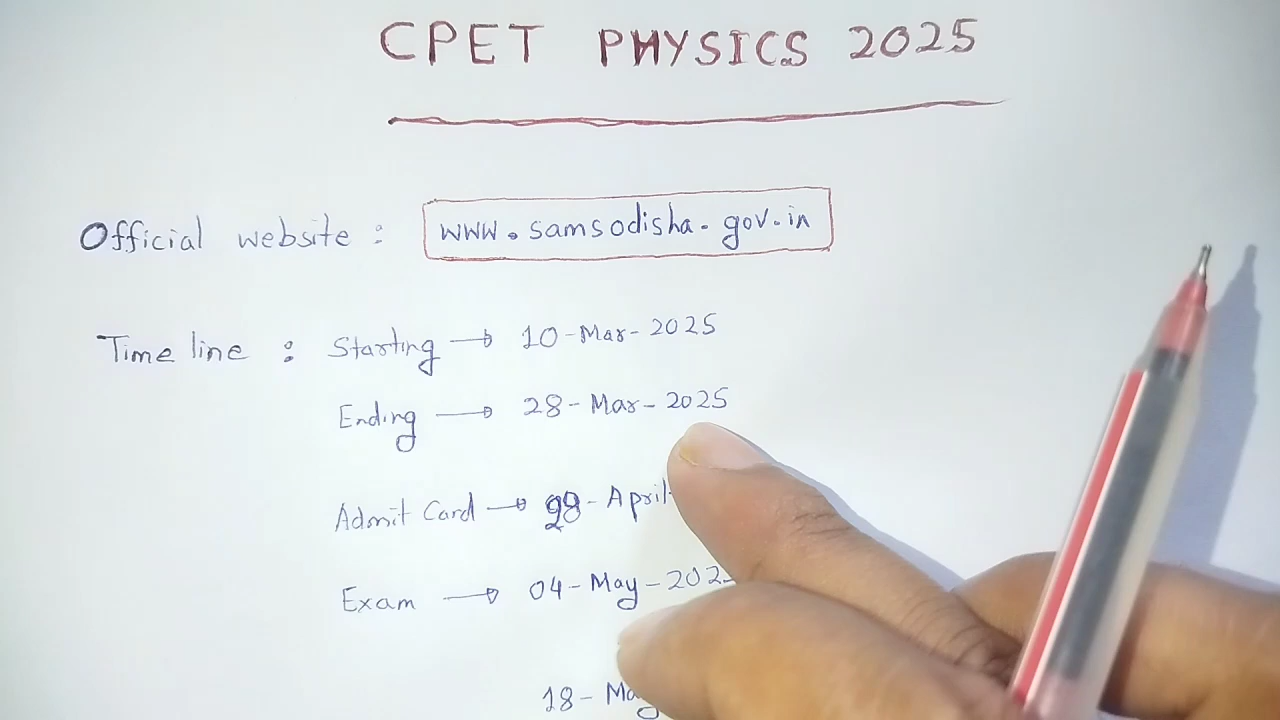 CPET PHYSICS 2025
Official website : www.samsodisha.gov.in
Time line : Starting → 10-Mar-2025
Ending → 28-Mar-2025
Admit Card → 28-April-
Exam → 04-May-202
18-